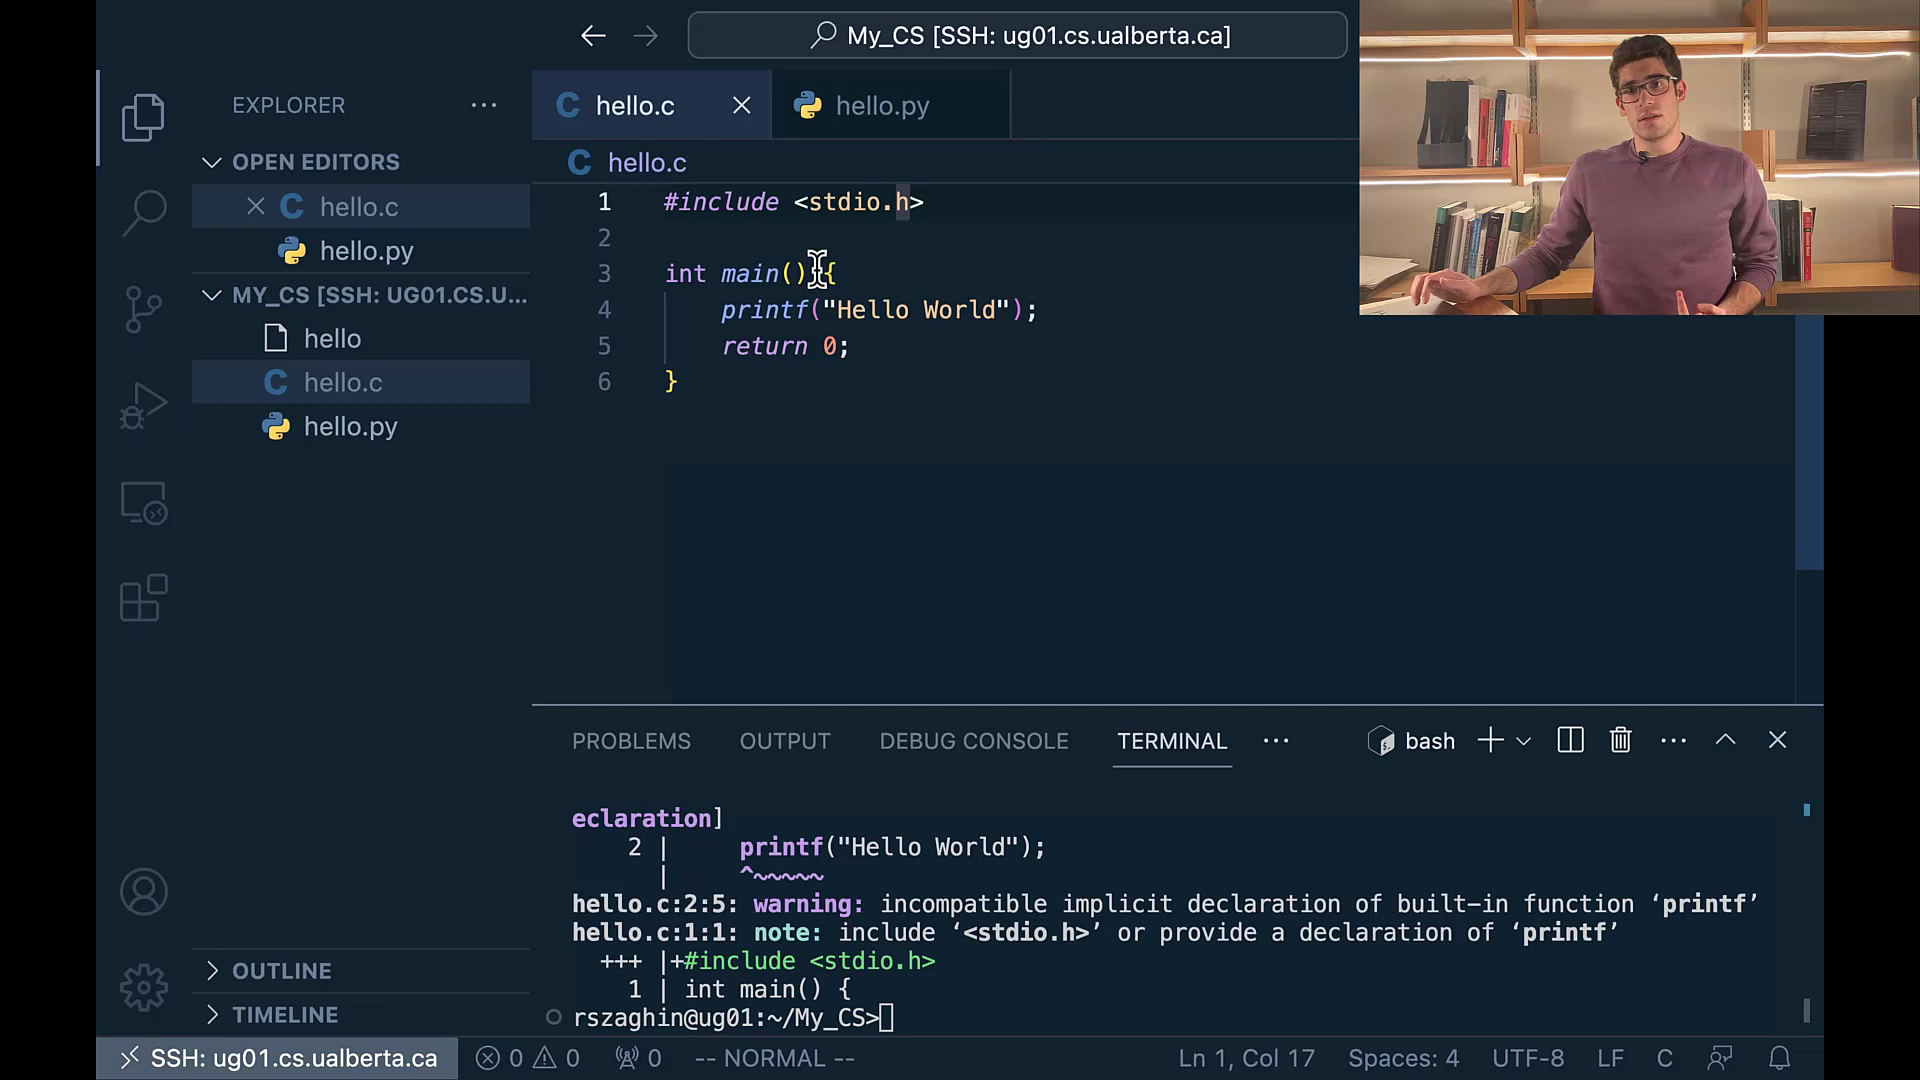 My_CS [SSH: ug01.cs.ualberta.ca]
EXPLORER
OPEN EDITORS
hello.c
hello.py
MY_CS [SSH: UG01.CS.U...
hello
hello.c
hello.py
OUTLINE
TIMELINE
hello.c
hello.py
hello.c
1 #include <stdio.h>
2
3 int main() {
4 printf("Hello World");
5 return 0;
6 }
PROBLEMS OUTPUT DEBUG CONSOLE TERMINAL ... bash
eclaration]
2 | printf("Hello World");
| ^~~~~~
hello.c:2:5: warning: incompatible implicit declaration of built-in function ‘printf’
hello.c:1:1: note: include ‘<stdio.h>’ or provide a declaration of ‘printf’
+++ |+#include <stdio.h>
1 | int main() {
rszaghin@ug01:~/My_CS>
SSH: ug01.cs.ualberta.ca 0 0 0 -- NORMAL -- Ln 1, Col 17 Spaces: 4 UTF-8 LF C